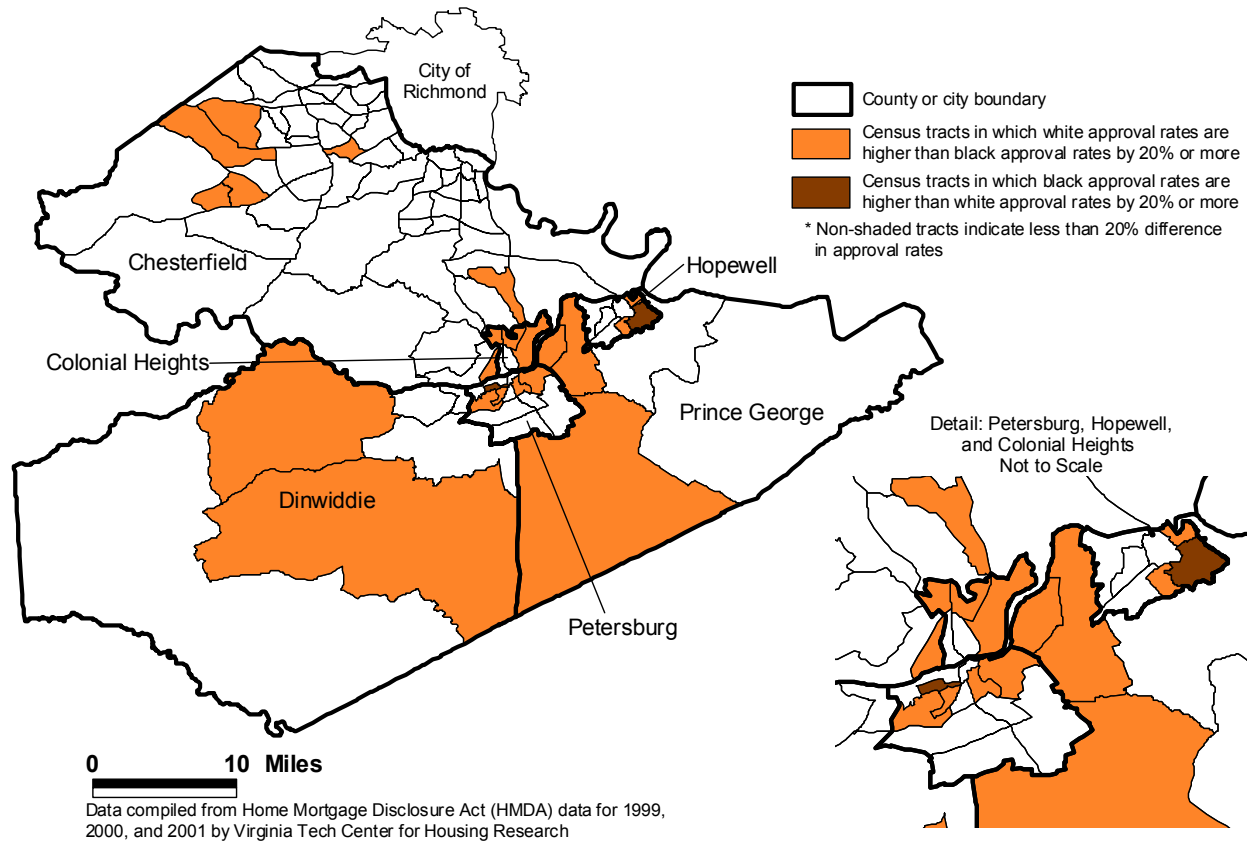 City of
Richmond
County or city boundary
Census tracts in which white approval rates are
higher than black approval rates by 20% or more
Census tracts in which black approval rates are
higher than white approval rates by 20% or more
* Non-shaded tracts indicate less than 20% difference
in approval rates
Chesterfield
Hopewell
Colonial Heights
Prince George
Detail: Petersburg, Hopewell,
and Colonial Heights
Not to Scale
Dinwiddie
Petersburg
0 10 Miles
Data compiled from Home Mortgage Disclosure Act (HMDA) data for 1999,
2000, and 2001 by Virginia Tech Center for Housing Research